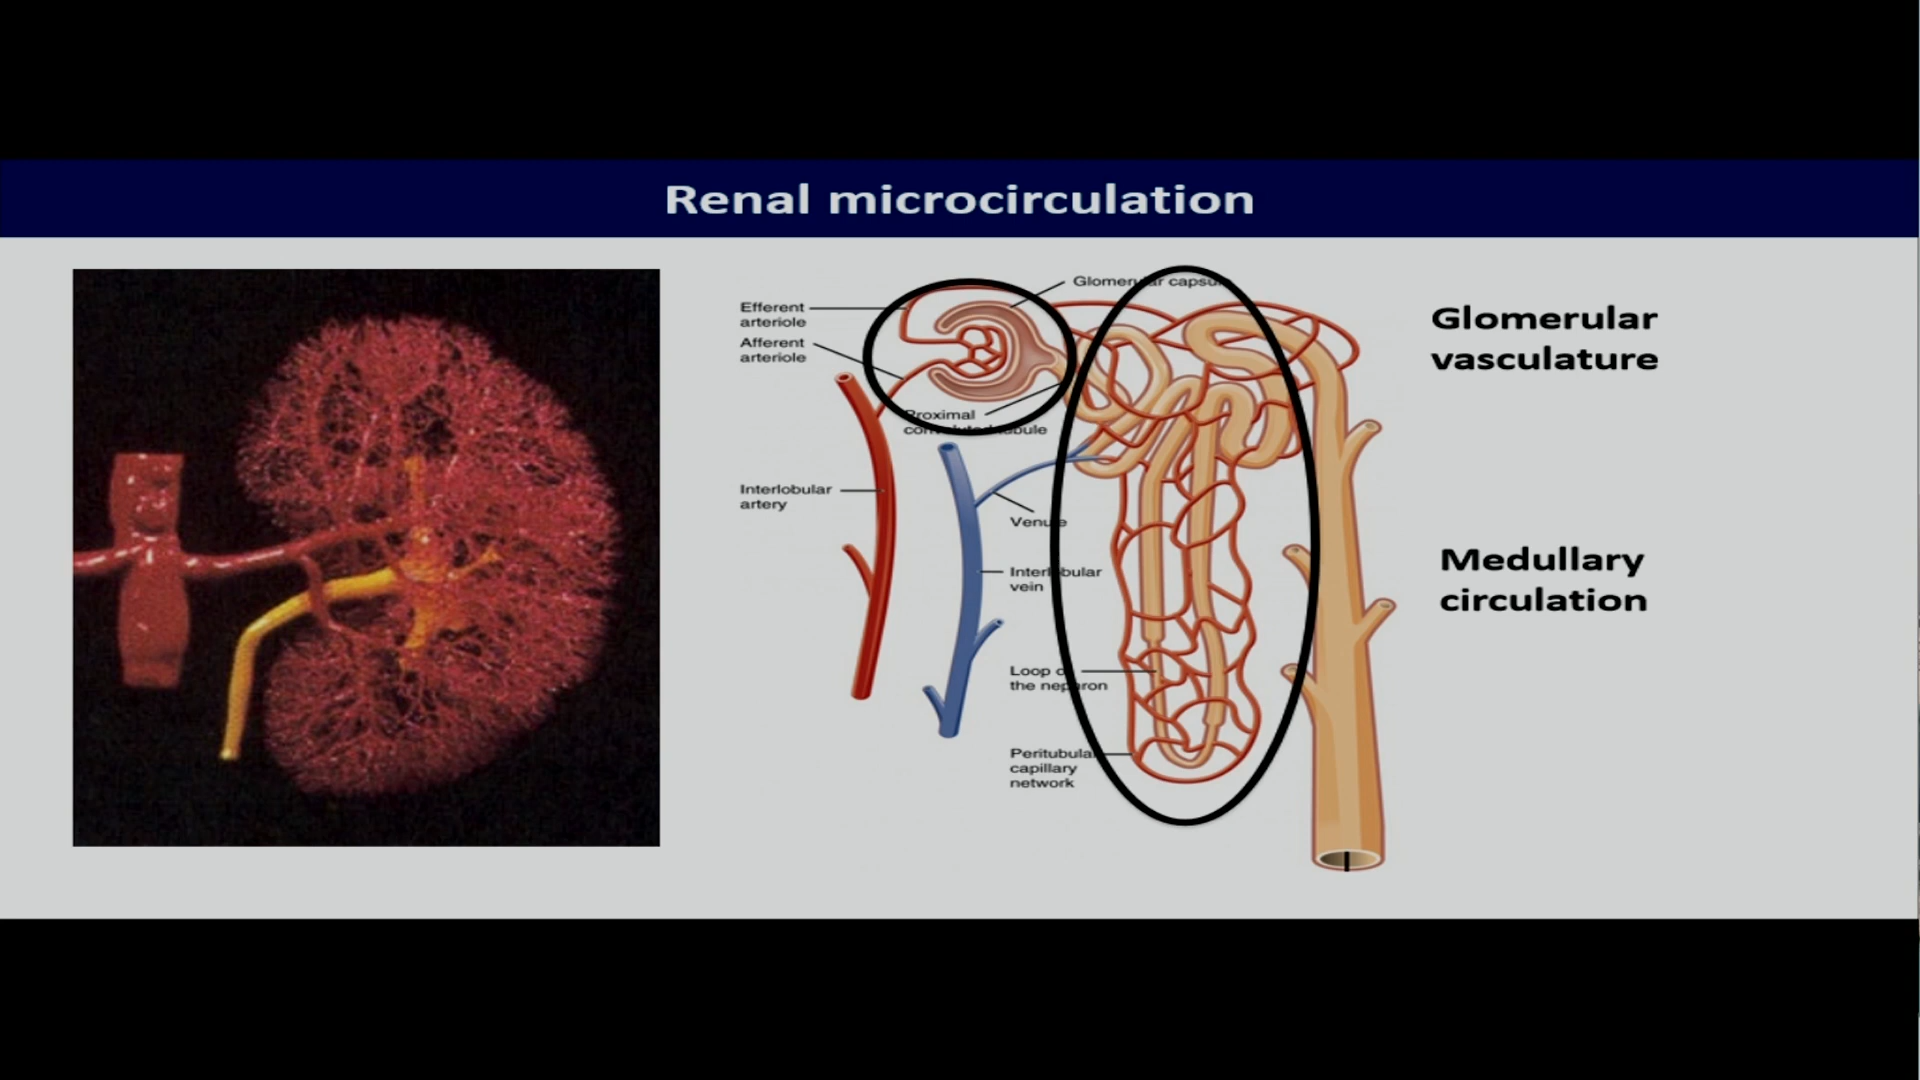 Renal microcirculation
Glomerular capsule
Efferent
arteriole
Afferent
arteriole
Proximal
convoluted tubule
Interlobular
artery
Venule
Interlobular
vein
Loop of
the nephron
Peritubular
capillary
network
Glomerular
vasculature
Medullary
circulation